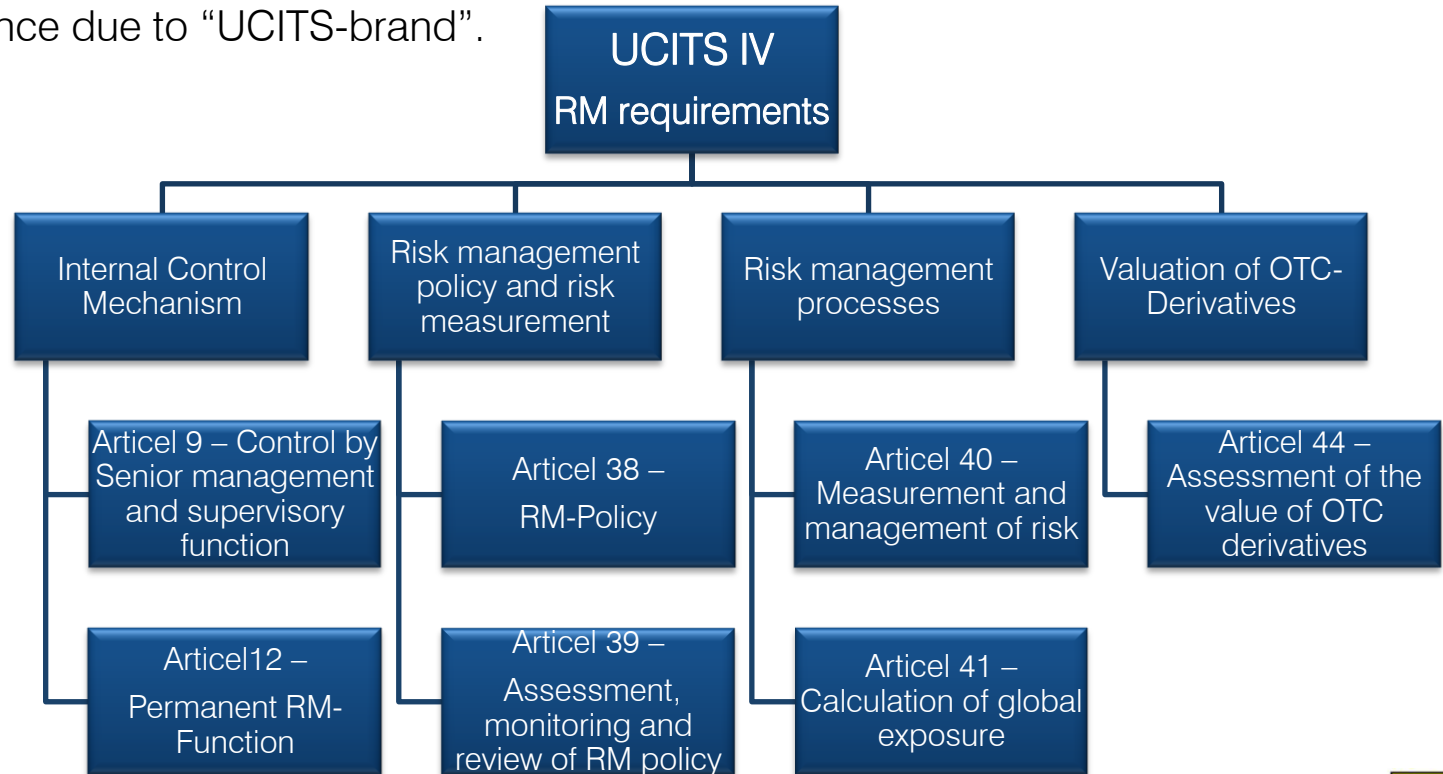 nce due to “UCITS-brand”.
UCITS IV
RM requirements
Internal Control
Mechanism
Risk management
policy and risk
measurement
Risk management
processes
Valuation of OTC-
Derivatives
Articel 9 – Control by
Senior management
and supervisory
function
Articel 38 –
RM-Policy
Articel 40 –
Measurement and
management of risk
Articel 44 –
Assessment of the
value of OTC
derivatives
Articel12 –
Permanent RM-
Function
Articel 39 –
Assessment,
monitoring and
review of RM policy
Articel 41 –
Calculation of global
exposure